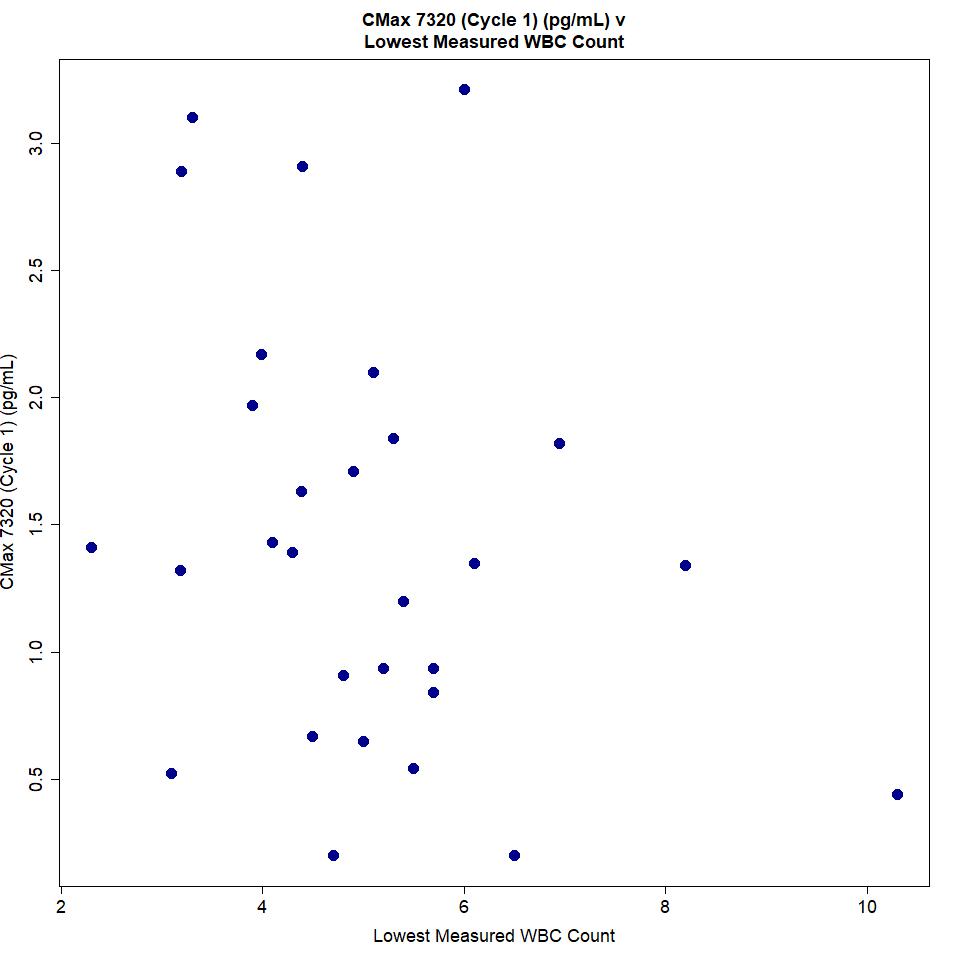 CMax 7320 (Cycle 1) (pg/mL) v
Lowest Measured WBC Count
CMax 7320 (Cycle 1) (pg/mL)
3.0
2.5
2.0
1.5
1.0
0.5
2 4 6 8 10
Lowest Measured WBC Count